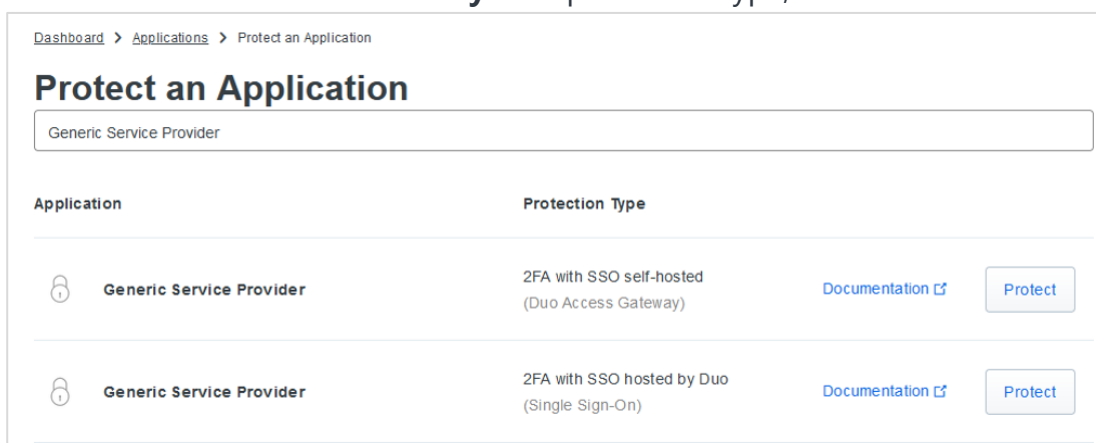 Dashboard > Applications > Protect an Application
Protect an Application
Generic Service Provider
Application Protection Type
Generic Service Provider 2FA with SSO self-hosted (Duo Access Gateway) Documentation Protect
Generic Service Provider 2FA with SSO hosted by Duo (Single Sign-On) Documentation Protect